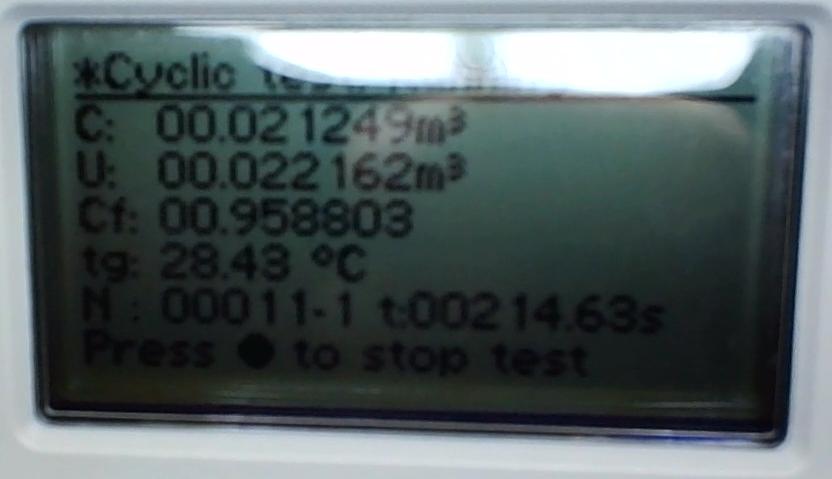 *Cyclic test
C: 00.021249m³
U: 00.022162m³
Cf: 00.958803
tg: 28.43 °C
N : 00011-1 t:00214.63s
Press ● to stop test